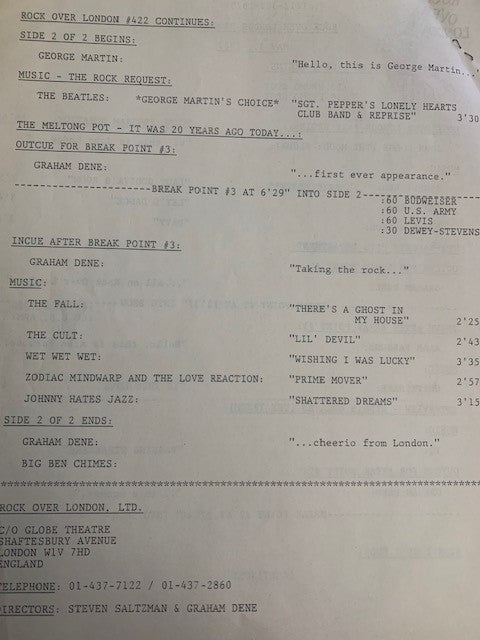 ROCK OVER LONDON #422 CONTINUES:
SIDE 2 OF 2 BEGINS:
GEORGE MARTIN: "Hello, this is George Martin..."
MUSIC - THE ROCK REQUEST:
THE BEATLES: *GEORGE MARTIN'S CHOICE* "SGT. PEPPER'S LONELY HEARTS
CLUB BAND & REPRISE" 3'30
THE MELTONG POT - IT WAS 20 YEARS AGO TODAY...:
OUTCUE FOR BREAK POINT #3:
GRAHAM DENE: "...first ever appearance."
--------------------BREAK POINT #3 AT 6'29" INTO SIDE 2--------------------
:60 BUDWEISER
:60 U.S. ARMY
:60 LEVIS
:30 DEWEY-STEVENS
INCUE AFTER BREAK POINT #3:
GRAHAM DENE: "Taking the rock..."
MUSIC:
THE FALL: "THERE'S A GHOST IN
MY HOUSE" 2'25
THE CULT: "LIL' DEVIL" 2'43
WET WET WET: "WISHING I WAS LUCKY" 3'35
ZODIAC MINDWARP AND THE LOVE REACTION: "PRIME MOVER" 2'57
JOHNNY HATES JAZZ: "SHATTERED DREAMS" 3'15
SIDE 2 OF 2 ENDS:
GRAHAM DENE: "...cheerio from London."
BIG BEN CHIMES:
********************************************************************************
ROCK OVER LONDON, LTD.
C/O GLOBE THEATRE
SHAFTESBURY AVENUE
LONDON W1V 7HD
ENGLAND
TELEPHONE: 01-437-7122 / 01-437-2860
DIRECTORS: STEVEN SALTZMAN & GRAHAM DENE